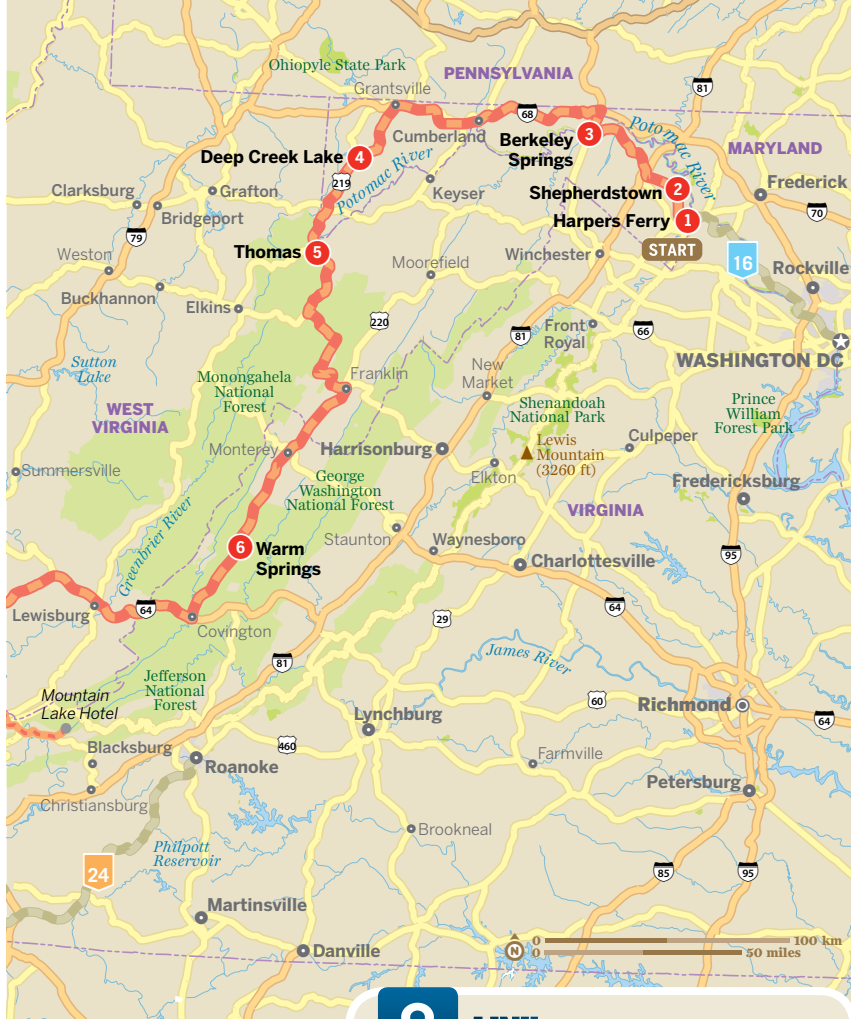 Ohiopyle State Park
PENNSYLVANIA
81
Grantsville
68
Cumberland
Berkeley
Springs
3
Potomac River
MARYLAND
Deep Creek Lake
4
219
Potomac River
Keyser
Shepherdstown
2
Frederick
70
Clarksburg
Grafton
Bridgeport
79
Harpers Ferry
1
START
Thomas
5
Weston
Moorefield
Winchester
16
Rockville
Buckhannon
Elkins
220
81
Front
Royal
66
WASHINGTON DC
Sutton
Lake
Monongahela
National
Forest
Franklin
New
Market
Shenandoah
National Park
Prince
William
Forest Park
WEST
VIRGINIA
Monterey
Harrisonburg
Lewis
Mountain
(3260 ft)
Culpeper
Summersville
George
Washington
National Forest
Elkton
Fredericksburg
Greenbrier River
VIRGINIA
Staunton
Waynesboro
6
Warm
Springs
95
Charlottesville
Lewisburg
64
Covington
29
64
81
James River
Jefferson
National
Forest
Mountain
Lake Hotel
60
Richmond
64
Lynchburg
Blacksburg
460
Roanoke
Farmville
Christiansburg
Petersburg
Brookneal
Philpott
Reservoir
24
85
95
Martinsville
Danville
N
0
100 km
0
50 miles